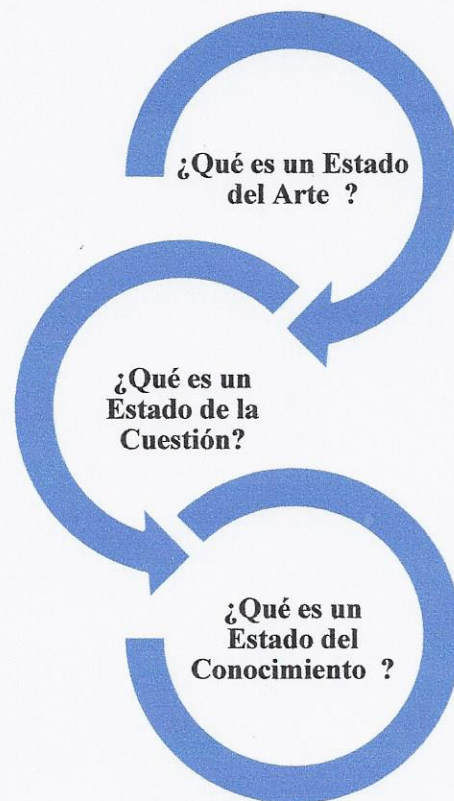 ¿Qué es un Estado
del Arte ?
¿Qué es un
Estado de la
Cuestión?
¿Qué es un
Estado del
Conocimiento ?